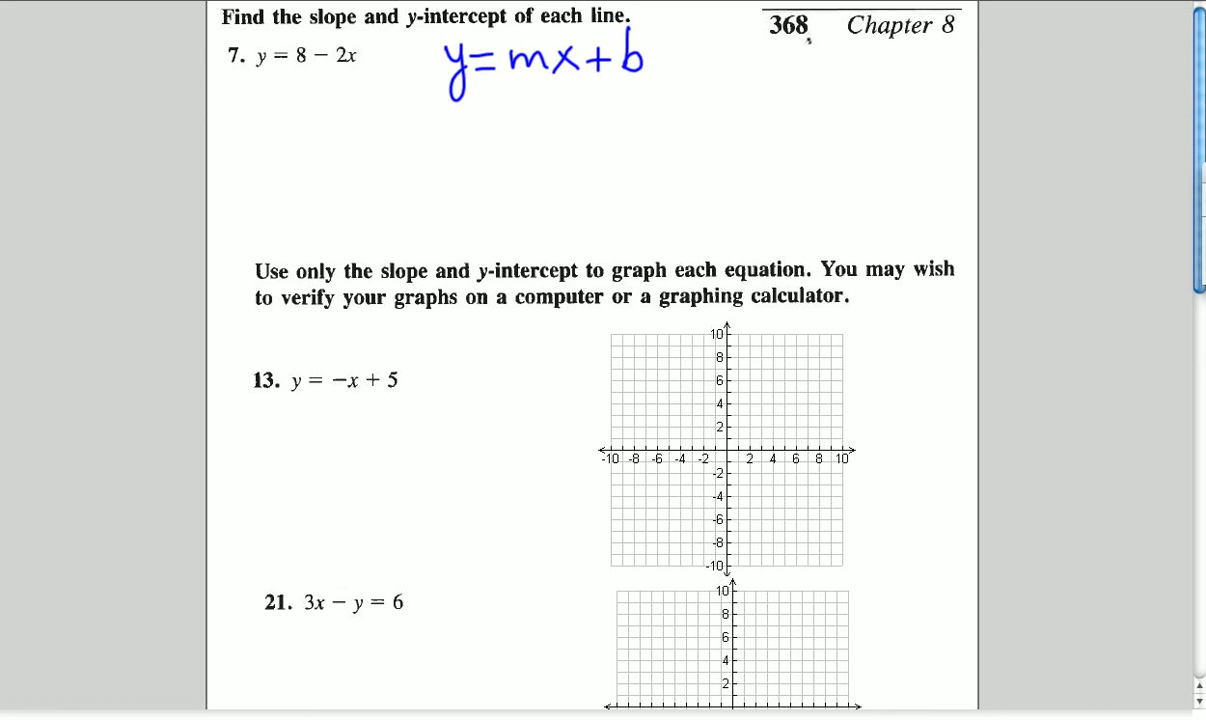 Find the slope and y-intercept of each line.
368 Chapter 8
7. y = 8 − 2x
y = mx + b
Use only the slope and y-intercept to graph each equation. You may wish
to verify your graphs on a computer or a graphing calculator.
13. y = −x + 5
10
8
6
4
2
-10 -8 -6 -4 -2 2 4 6 8 10
-2
-4
-6
-8
-10
21. 3x − y = 6
10
8
6
4
2